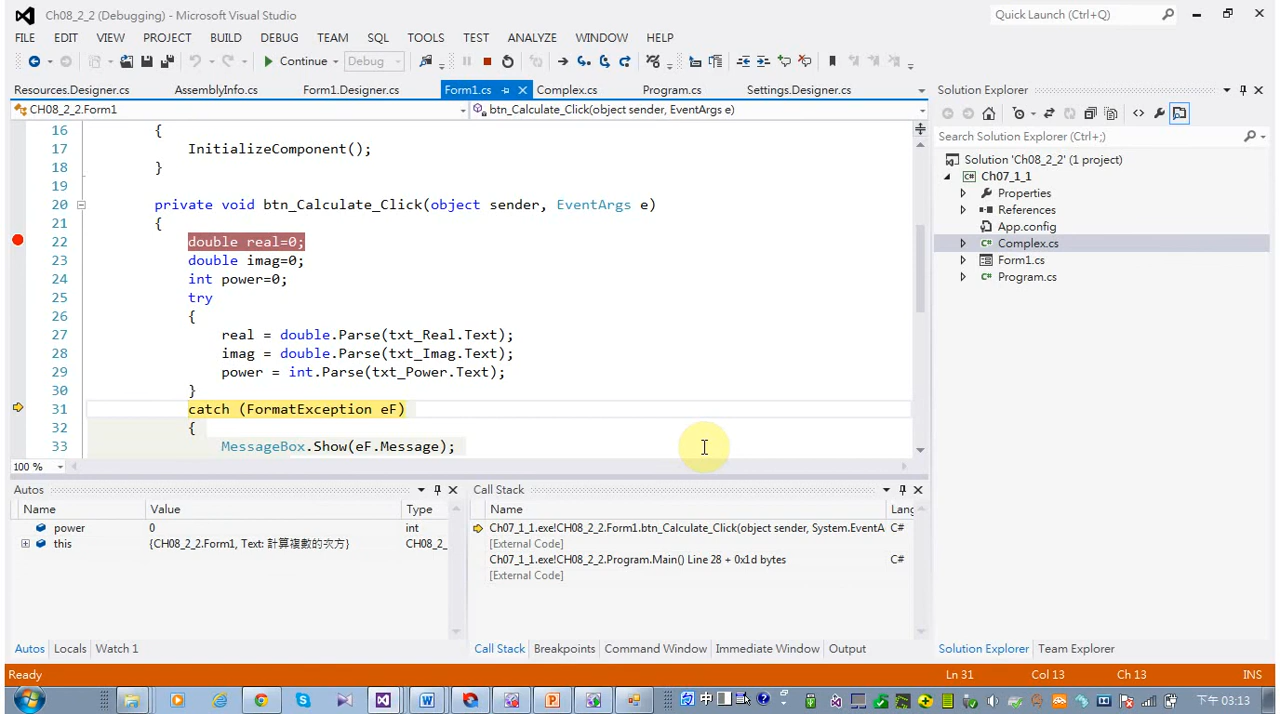 Ch08_2_2 (Debugging) - Microsoft Visual Studio
Quick Launch (Ctrl+Q)
FILE EDIT VIEW PROJECT BUILD DEBUG TEAM SQL TOOLS TEST ANALYZE WINDOW HELP
Continue Debug
Resources.Designer.cs AssemblyInfo.cs Form1.Designer.cs Form1.cs Complex.cs Program.cs Settings.Designer.cs
CH08_2_2.Form1 btn_Calculate_Click(object sender, EventArgs e)
16 {
17 InitializeComponent();
18 }
19
20 private void btn_Calculate_Click(object sender, EventArgs e)
21 {
22 double real=0;
23 double imag=0;
24 int power=0;
25 try
26 {
27 real = double.Parse(txt_Real.Text);
28 imag = double.Parse(txt_Imag.Text);
29 power = int.Parse(txt_Power.Text);
30 }
31 catch (FormatException eF)
32 {
33 MessageBox.Show(eF.Message);
100 %
Solution Explorer
Search Solution Explorer (Ctrl+;)
Solution 'Ch08_2_2' (1 project)
Ch07_1_1
Properties
References
App.config
Complex.cs
Form1.cs
Program.cs
Autos
Name Value Type
power 0 int
this {CH08_2_2.Form1, Text: 計算複數的次方} CH08_2_
Autos Locals Watch 1
Call Stack
Name Lang
Ch07_1_1.exe!CH08_2_2.Form1.btn_Calculate_Click(object sender, System.EventA C#
[External Code]
Ch07_1_1.exe!CH08_2_2.Program.Main() Line 28 + 0x1d bytes C#
[External Code]
Call Stack Breakpoints Command Window Immediate Window Output
Solution Explorer Team Explorer
Ready Ln 31 Col 13 Ch 13 INS
中 下午 03:13